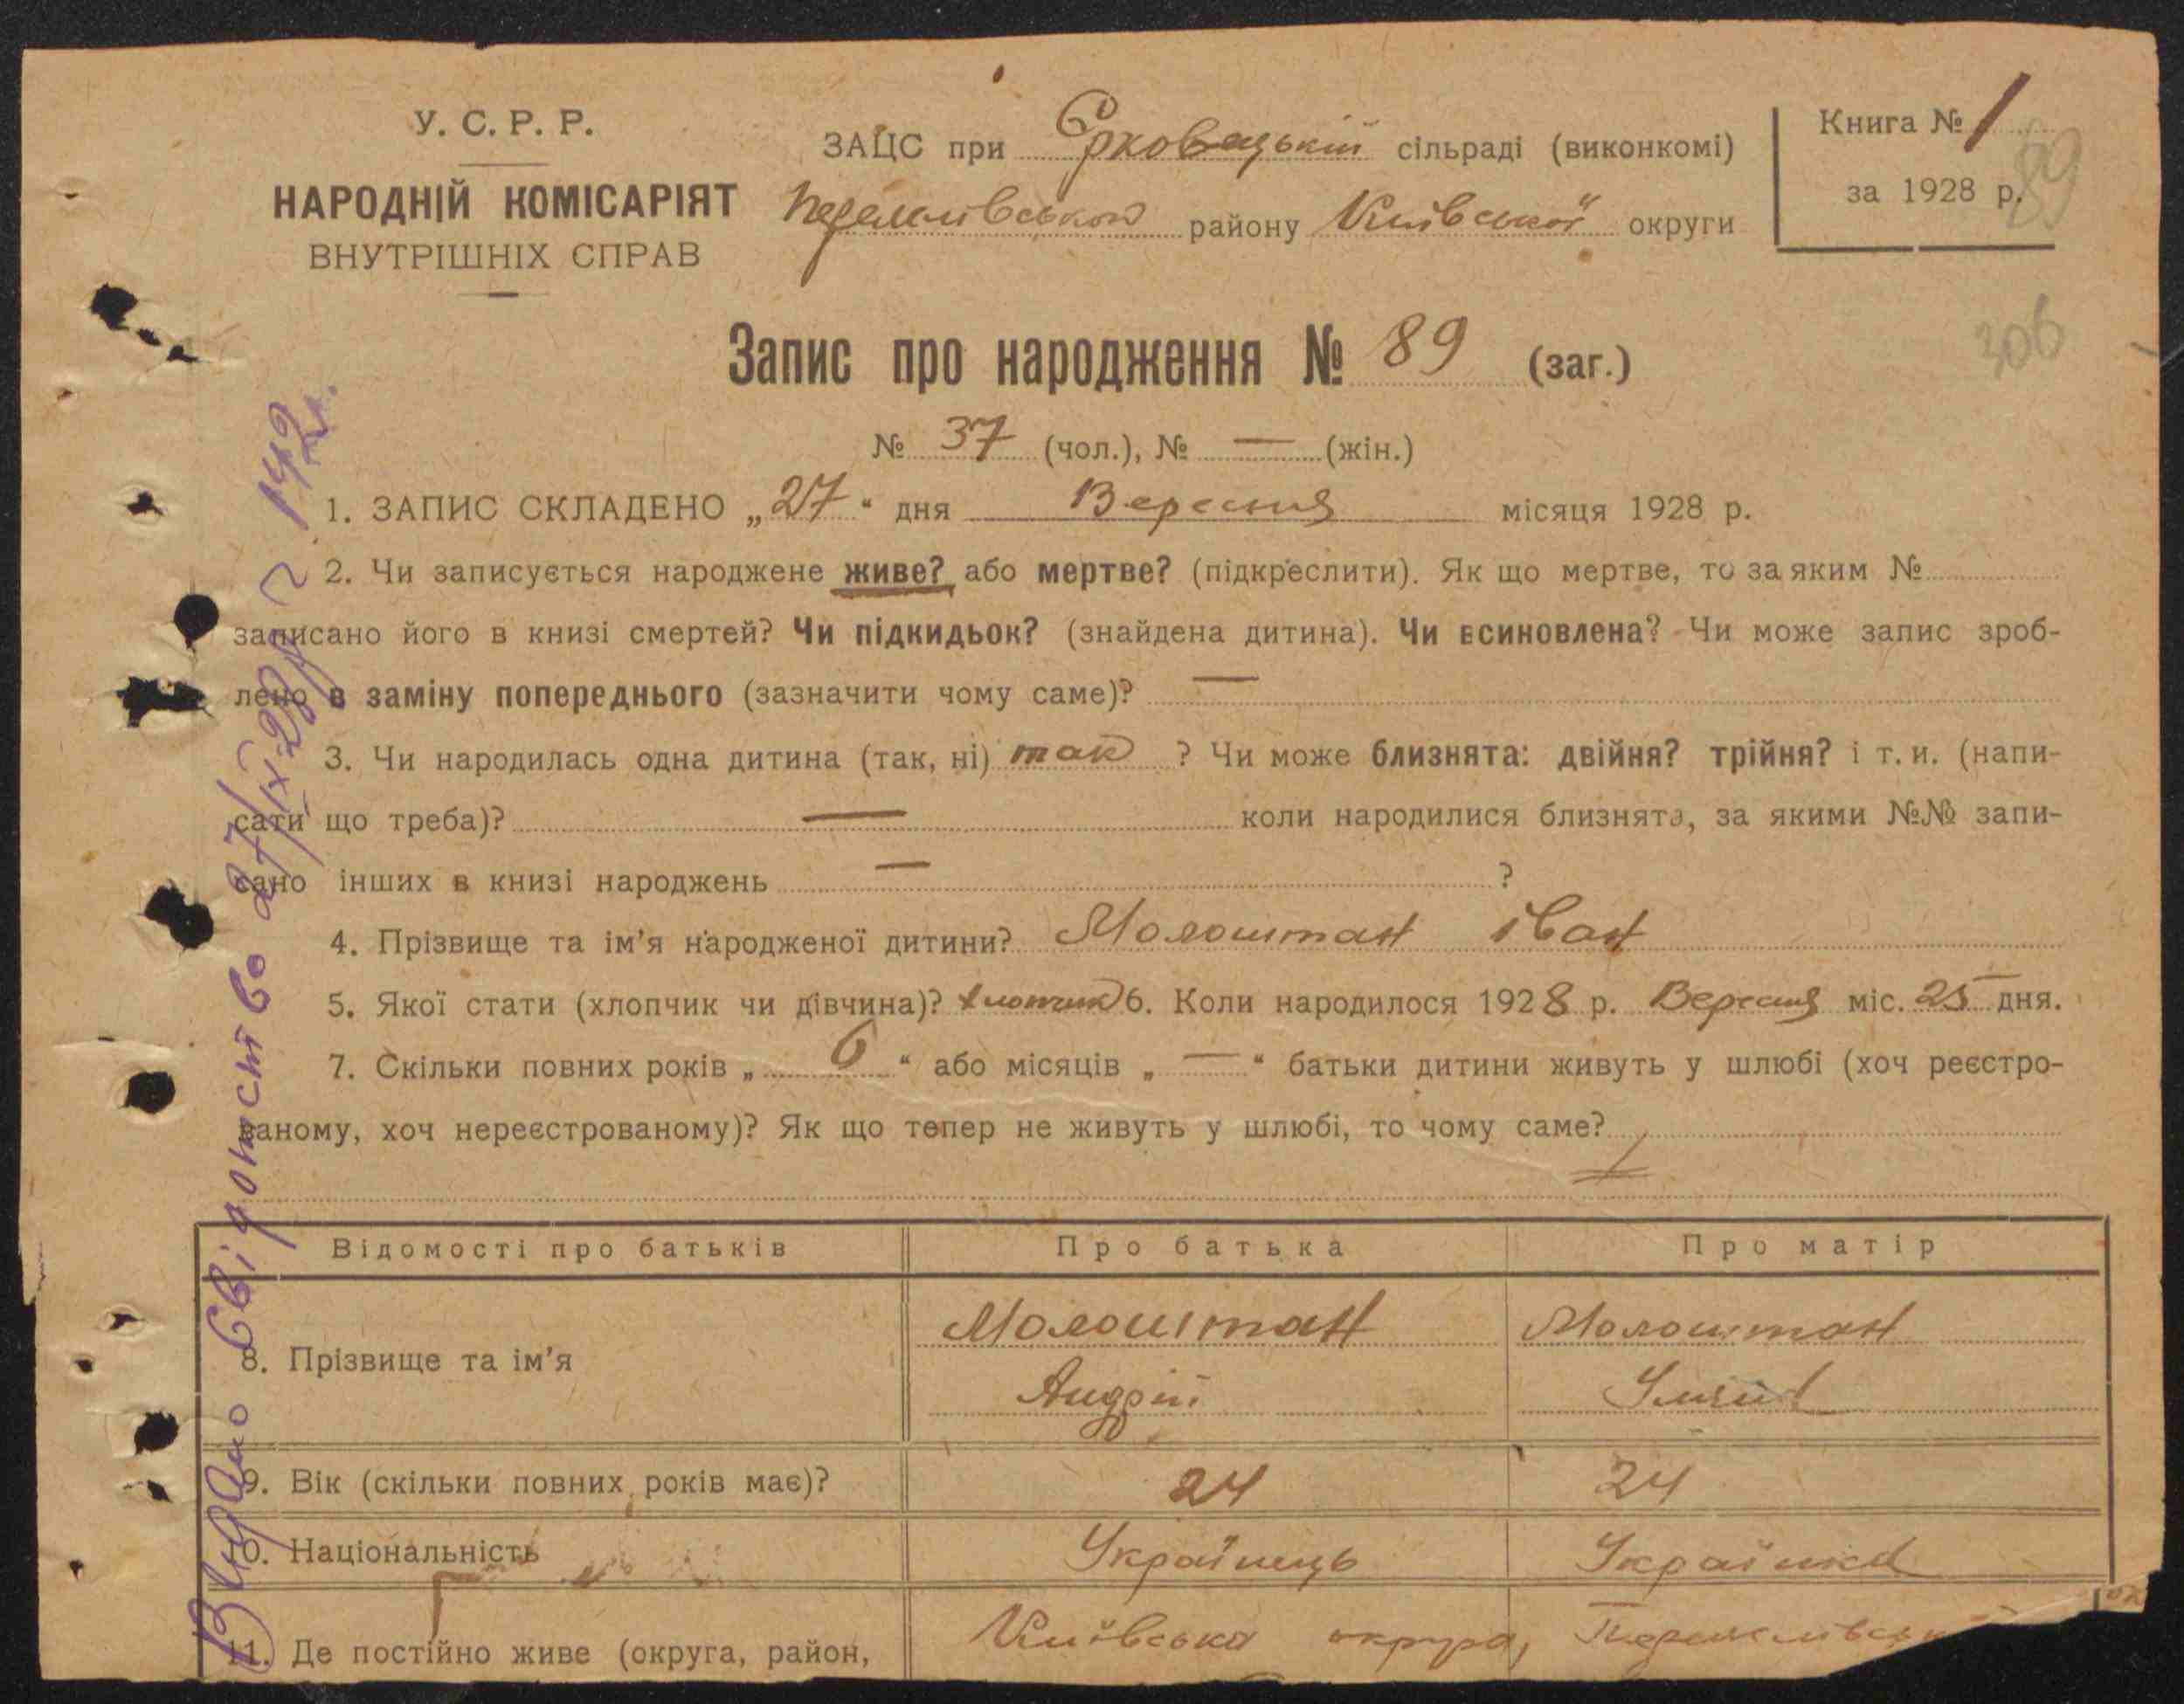 У. С. Р. Р.
НАРОДНІЙ КОМІСАРІЯТ
ВНУТРІШНІХ СПРАВ
ЗАЦС при Єрковецькій сільраді (виконкомі)
Переяслівського району Київської округи
Книга № 1
за 1928 р.
89
306
Запис про народження № 89 (заг.)
№ 37 (чол.), № — (жін.)
1. ЗАПИС СКЛАДЕНО „27“ дня Вересня місяця 1928 р.
2. Чи записується народжене живе? або мертве? (підкреслити). Як що мертве, то за яким №
записано його в книзі смертей? Чи підкидьок? (знайдена дитина). Чи всиновлена? Чи може запис зроб-
лено в заміну попереднього (зазначити чому саме)? —
3. Чи народилась одна дитина (так, ні) так ? Чи може близнята: двійня? трійня? і т. и. (напи-
сати що треба)? — коли народилися близнята, за якими №№ запи-
сано інших в книзі народжень — ?
4. Прізвище та ім’я народженої дитини? Молоштан іван
5. Якої стати (хлопчик чи дівчина)? хлопчик 6. Коли народилося 1928 р. Вересня міс. 25 дня.
7. Скільки повних років „ 6 “ або місяців „ — “ батьки дитини живуть у шлюбі (хоч реєстро-
ваному, хоч нереєстрованому)? Як що тепер не живуть у шлюбі, то чому саме?
Відомості про батьків Про батька Про матір
8. Прізвище та ім’я Молоштан Молоштан
Андрій
9. Вік (скільки повних років має)? 24 24
10. Національність Українець Українка
11. Де постійно живе (округа, район, Київська округа,
Видано свідоцтво 27/IX-28р